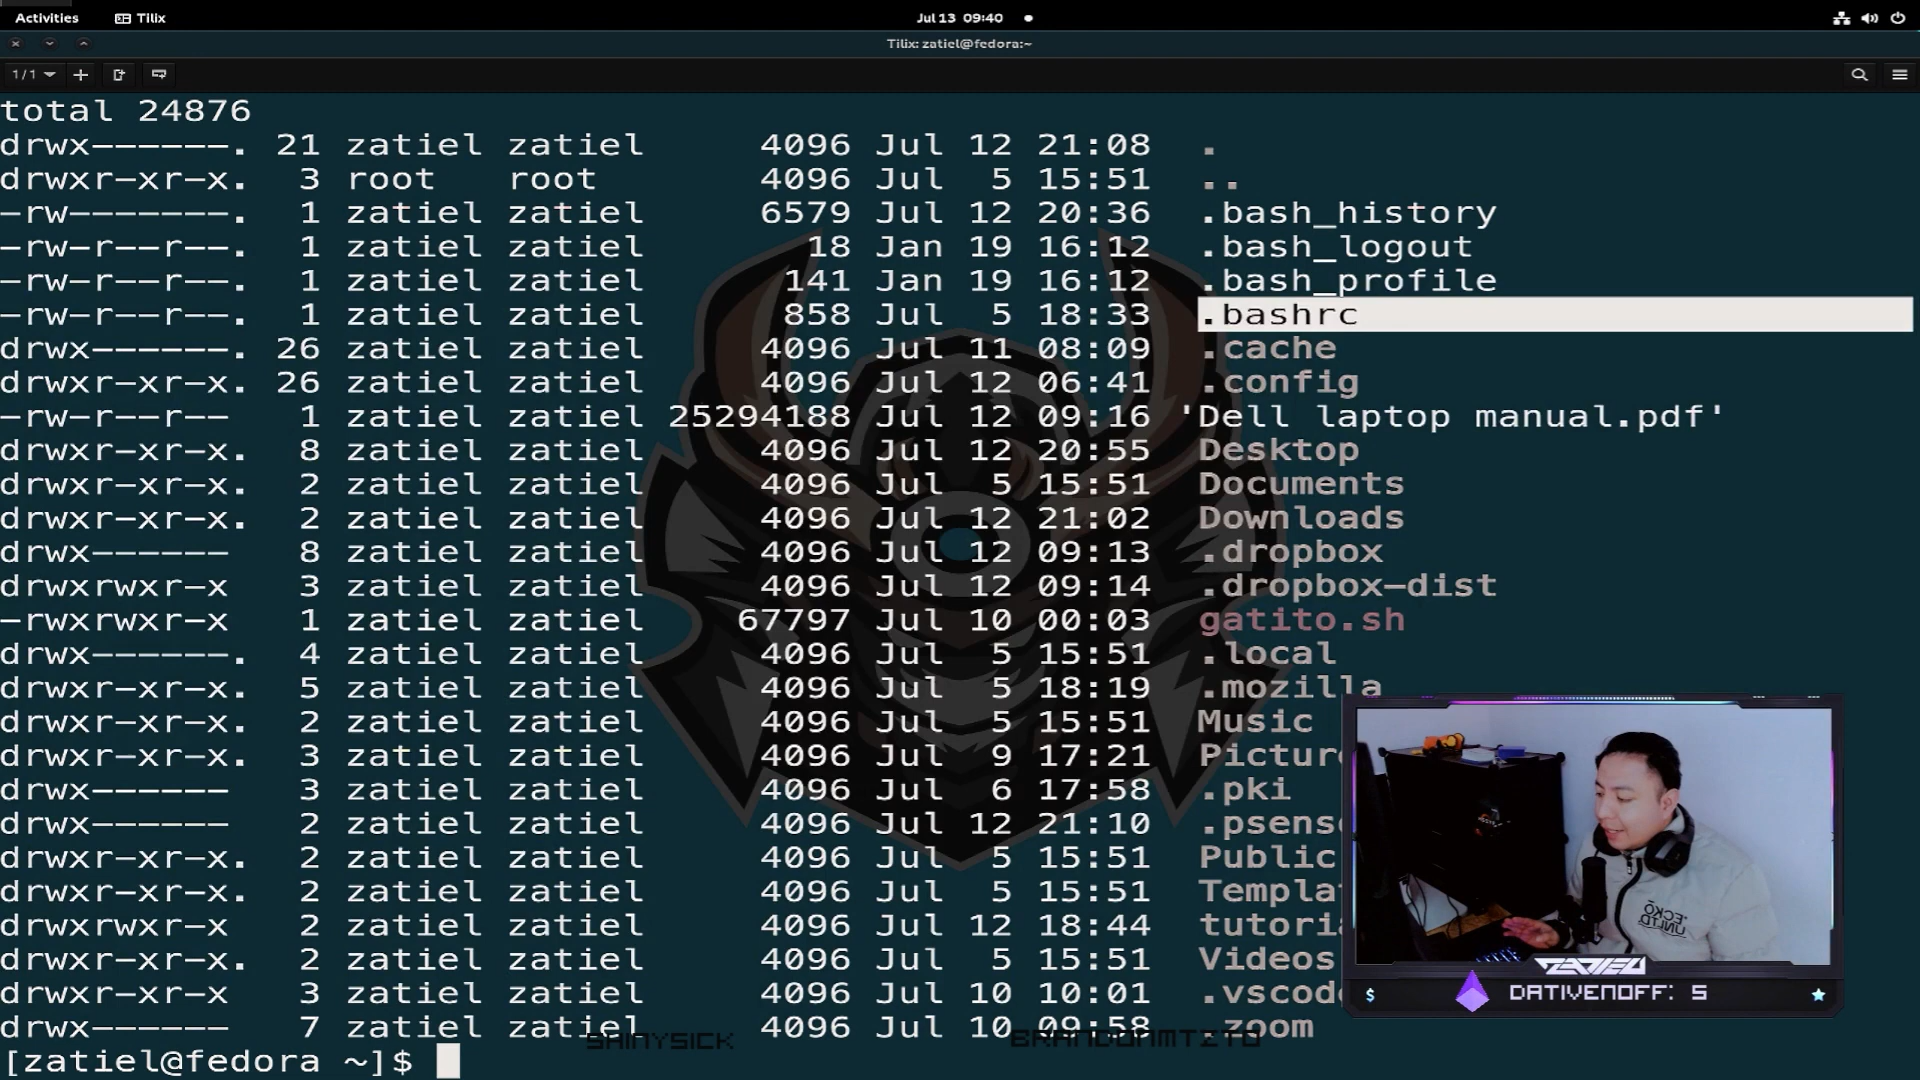 Activities Tilix Jul 13 09:40
Tilix: zatiel@fedora:~
1/1
total 24876
drwx------. 21 zatiel zatiel 4096 Jul 12 21:08 .
drwxr-xr-x. 3 root root 4096 Jul 5 15:51 ..
-rw-------. 1 zatiel zatiel 6579 Jul 12 20:36 .bash_history
-rw-r--r--. 1 zatiel zatiel 18 Jan 19 16:12 .bash_logout
-rw-r--r--. 1 zatiel zatiel 141 Jan 19 16:12 .bash_profile
-rw-r--r--. 1 zatiel zatiel 858 Jul 5 18:33 .bashrc
drwx------. 26 zatiel zatiel 4096 Jul 11 08:09 .cache
drwxr-xr-x. 26 zatiel zatiel 4096 Jul 12 06:41 .config
-rw-r--r-- 1 zatiel zatiel 25294188 Jul 12 09:16 'Dell laptop manual.pdf'
drwxr-xr-x. 8 zatiel zatiel 4096 Jul 12 20:55 Desktop
drwxr-xr-x. 2 zatiel zatiel 4096 Jul 5 15:51 Documents
drwxr-xr-x. 2 zatiel zatiel 4096 Jul 12 21:02 Downloads
drwx------ 8 zatiel zatiel 4096 Jul 12 09:13 .dropbox
drwxrwxr-x 3 zatiel zatiel 4096 Jul 12 09:14 .dropbox-dist
-rwxrwxr-x 1 zatiel zatiel 67797 Jul 10 00:03 gatito.sh
drwx------. 4 zatiel zatiel 4096 Jul 5 15:51 .local
drwxr-xr-x. 5 zatiel zatiel 4096 Jul 5 18:19 .mozilla
drwxr-xr-x. 2 zatiel zatiel 4096 Jul 5 15:51 Music
drwxr-xr-x. 3 zatiel zatiel 4096 Jul 9 17:21 Picture
drwx------ 3 zatiel zatiel 4096 Jul 6 17:58 .pki
drwx------ 2 zatiel zatiel 4096 Jul 12 21:10 .psens
drwxr-xr-x. 2 zatiel zatiel 4096 Jul 5 15:51 Public
drwxr-xr-x. 2 zatiel zatiel 4096 Jul 5 15:51 Templa
drwxrwxr-x 2 zatiel zatiel 4096 Jul 12 18:44 tutoria
drwxr-xr-x. 2 zatiel zatiel 4096 Jul 5 15:51 Videos
drwxr-xr-x 3 zatiel zatiel 4096 Jul 10 10:01 .vscod
drwx------ 7 zatiel zatiel 4096 Jul 10 09:58 .zoom
[zatiel@fedora ~]$
SHINYSICK BRANDONMTITO
ECKŌ
UNLTD.
ZATIEL
$ DATIVENOFF: 5